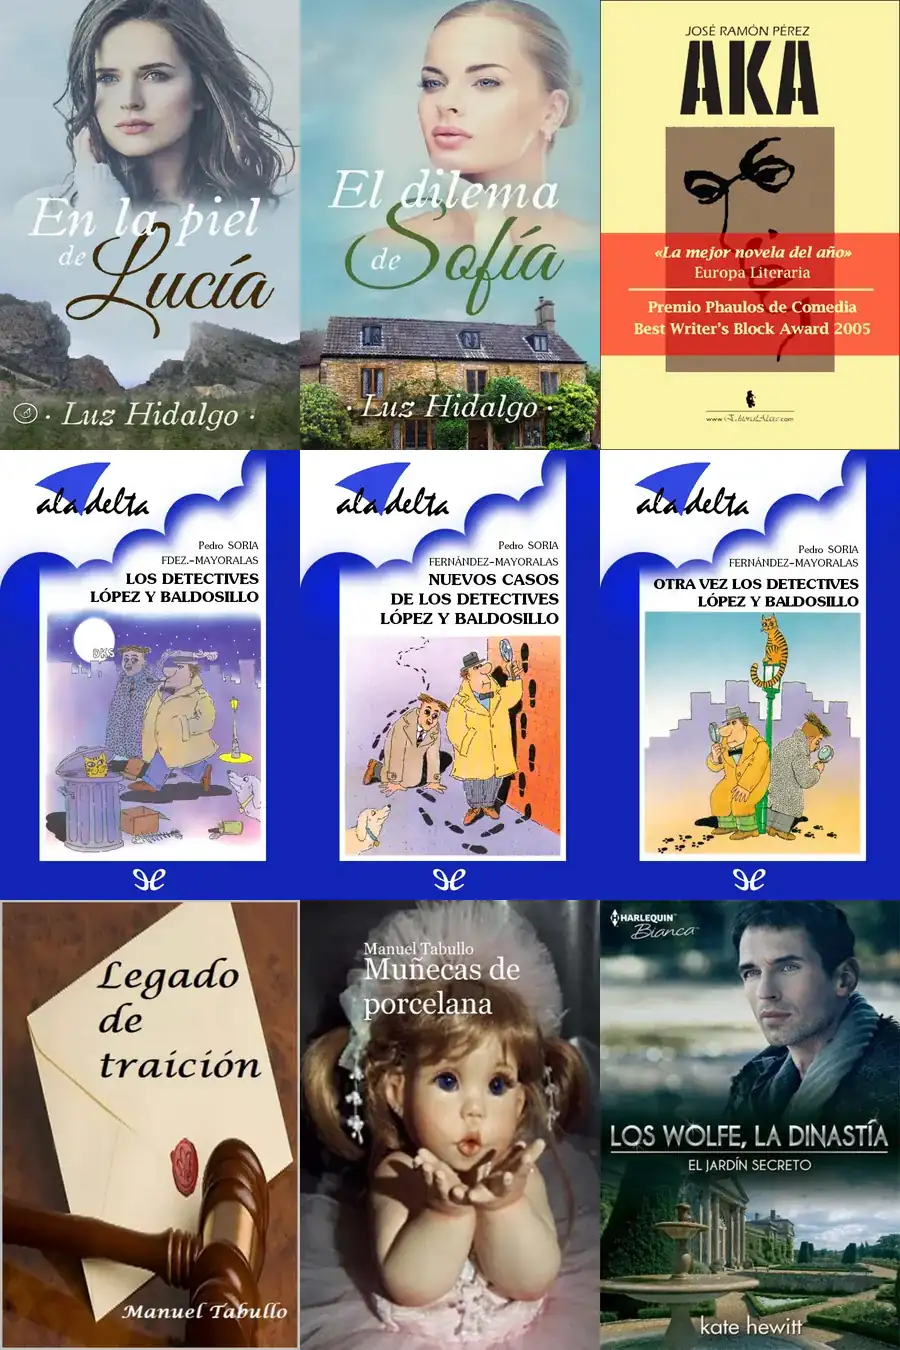 En la piel
de
Lucía
· Luz Hidalgo ·
El dilema
de
Sofía
· Luz Hidalgo ·
JOSÉ RAMÓN PÉREZ
AKA
«La mejor novela del año»
Europa Literaria
Premio Phaulos de Comedia
Best Writer's Block Award 2005
ala delta
Pedro SORIA
FDEZ.-MAYORALAS
LOS DETECTIVES
LÓPEZ Y BALDOSILLO
ala delta
Pedro SORIA
FERNÁNDEZ-MAYORALAS
NUEVOS CASOS
DE LOS DETECTIVES
LÓPEZ Y BALDOSILLO
ala delta
Pedro SORIA
FERNÁNDEZ-MAYORALAS
OTRA VEZ LOS DETECTIVES
LÓPEZ Y BALDOSILLO
Legado
de
traición
Manuel Tabullo
Manuel Tabullo
Muñecas de
porcelana
HARLEQUIN™
Bianca™
LOS WOLFE, LA DINASTÍA
EL JARDÍN SECRETO
kate hewitt